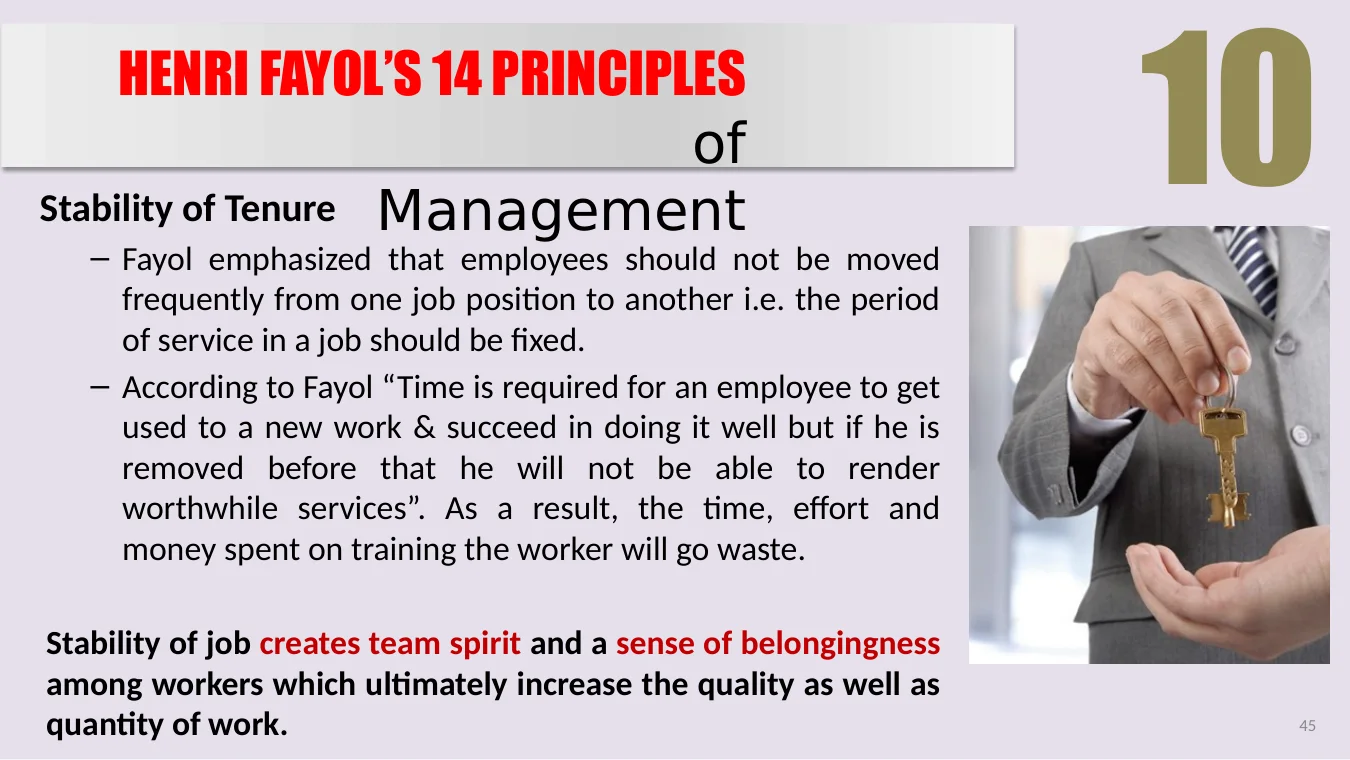 HENRI FAYOL’S 14 PRINCIPLES
of
Management
10
Stability of Tenure
– Fayol emphasized that employees should not be moved
frequently from one job position to another i.e. the period
of service in a job should be fixed.
– According to Fayol “Time is required for an employee to get
used to a new work & succeed in doing it well but if he is
removed before that he will not be able to render
worthwhile services”. As a result, the time, effort and
money spent on training the worker will go waste.
Stability of job creates team spirit and a sense of belongingness
among workers which ultimately increase the quality as well as
quantity of work.
45